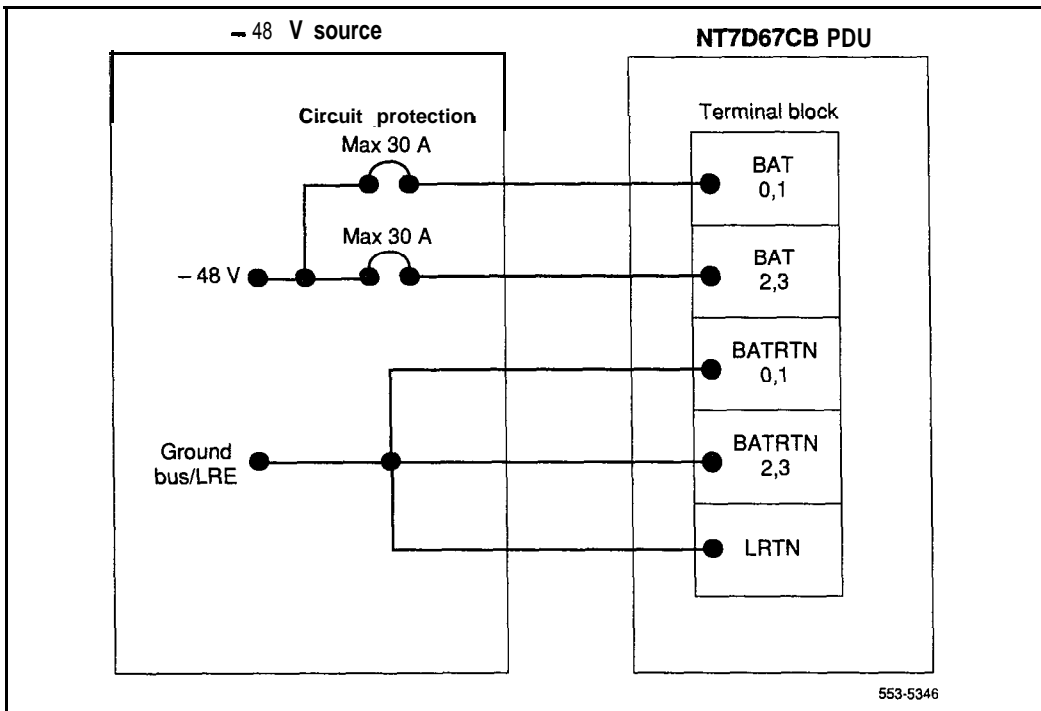 – 48 V source
NT7D67CB PDU
Circuit protection
Max 30 A
Terminal block
BAT
0,1
Max 30 A
– 48 V
BAT
2,3
BATRTN
0,1
Ground
bus/LRE
BATRTN
2,3
LRTN
553-5346